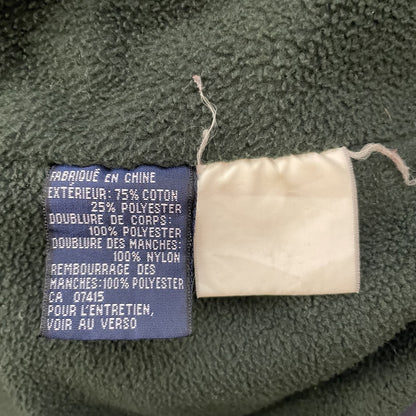 FABRIQUÉ EN CHINE
EXTÉRIEUR: 75% COTON
25% POLYESTER
DOUBLURE DE CORPS:
100% POLYESTER
DOUBLURE DES MANCHES:
100% NYLON
REMBOURRAGE DES
MANCHES: 100% POLYESTER
CA 07415
POUR L'ENTRETIEN,
VOIR AU VERSO